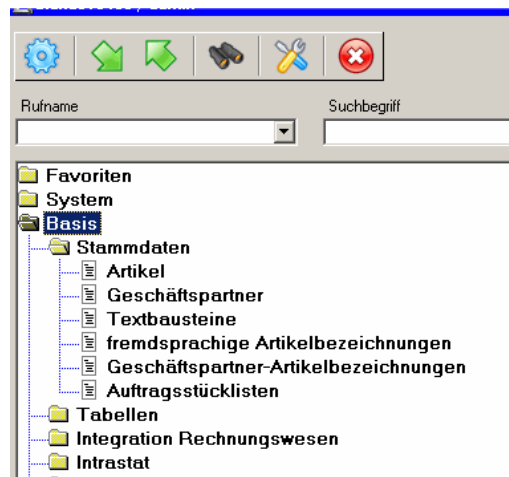 Rufname Suchbegriff
Favoriten
System
Basis
Stammdaten
Artikel
Geschäftspartner
Textbausteine
fremdsprachige Artikelbezeichnungen
Geschäftspartner-Artikelbezeichnungen
Auftragsstücklisten
Tabellen
Integration Rechnungswesen
Intrastat